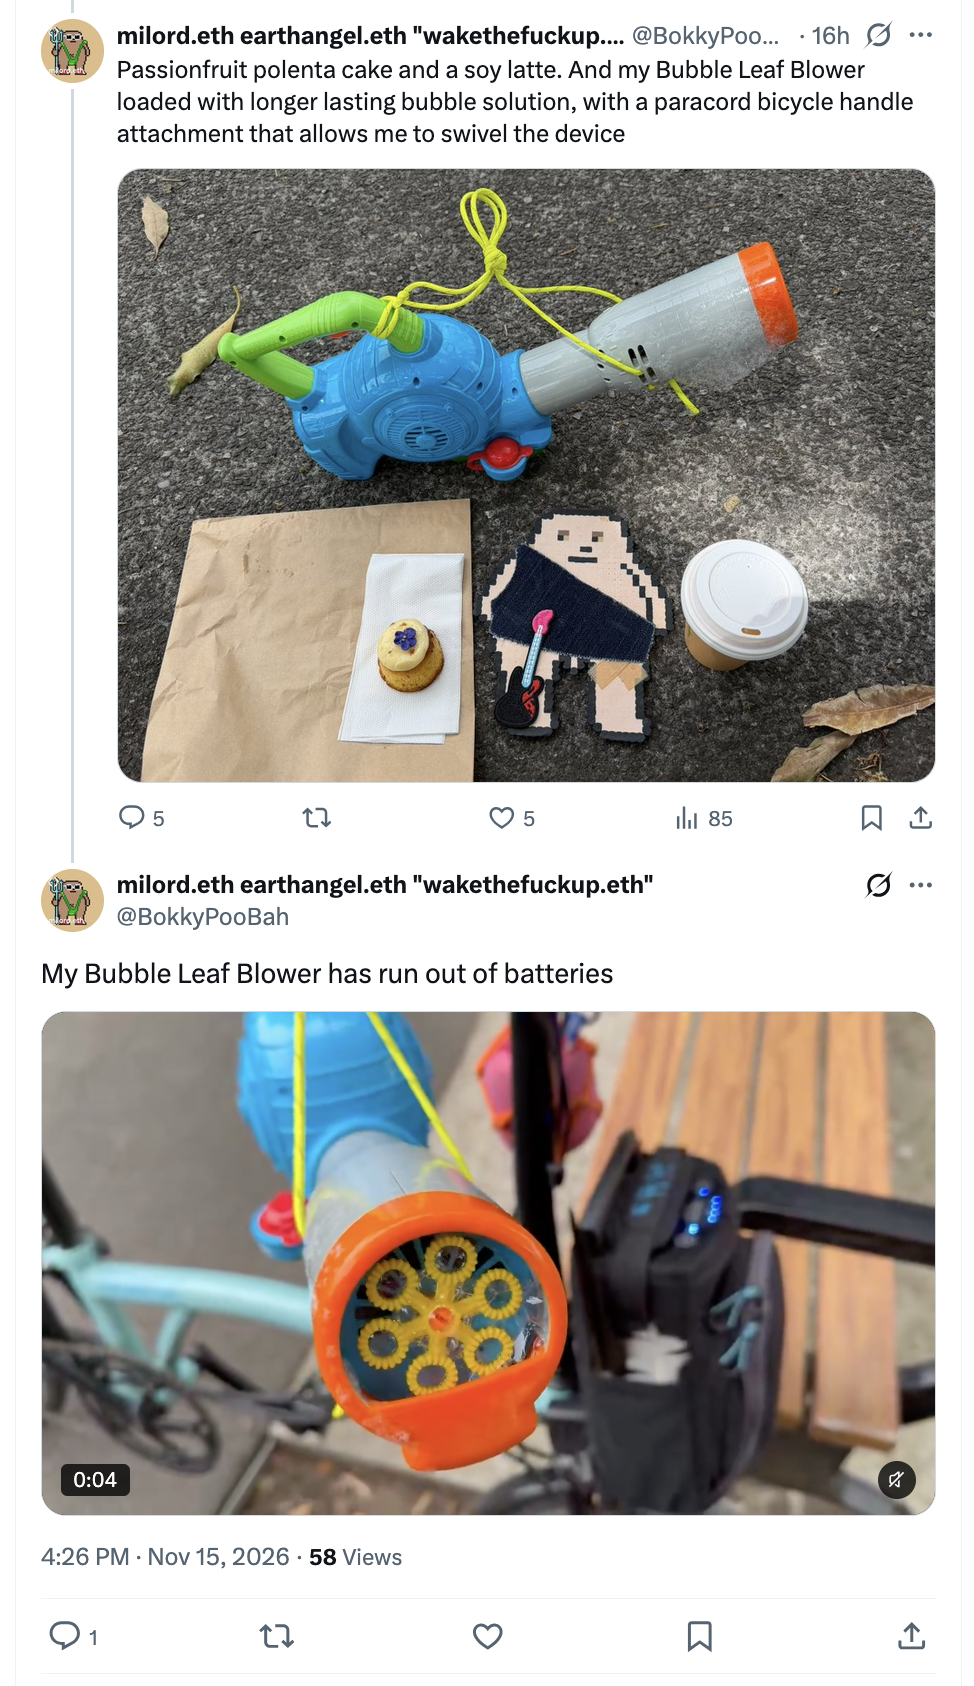 milord.eth earthangel.eth "wakethefuckup.... @BokkyPoo... · 16h
Passionfruit polenta cake and a soy latte. And my Bubble Leaf Blower
loaded with longer lasting bubble solution, with a paracord bicycle handle
attachment that allows me to swivel the device
5
5
85
milord.eth earthangel.eth "wakethefuckup.eth"
@BokkyPooBah
My Bubble Leaf Blower has run out of batteries
0:04
4:26 PM · Nov 15, 2026 · 58 Views
1